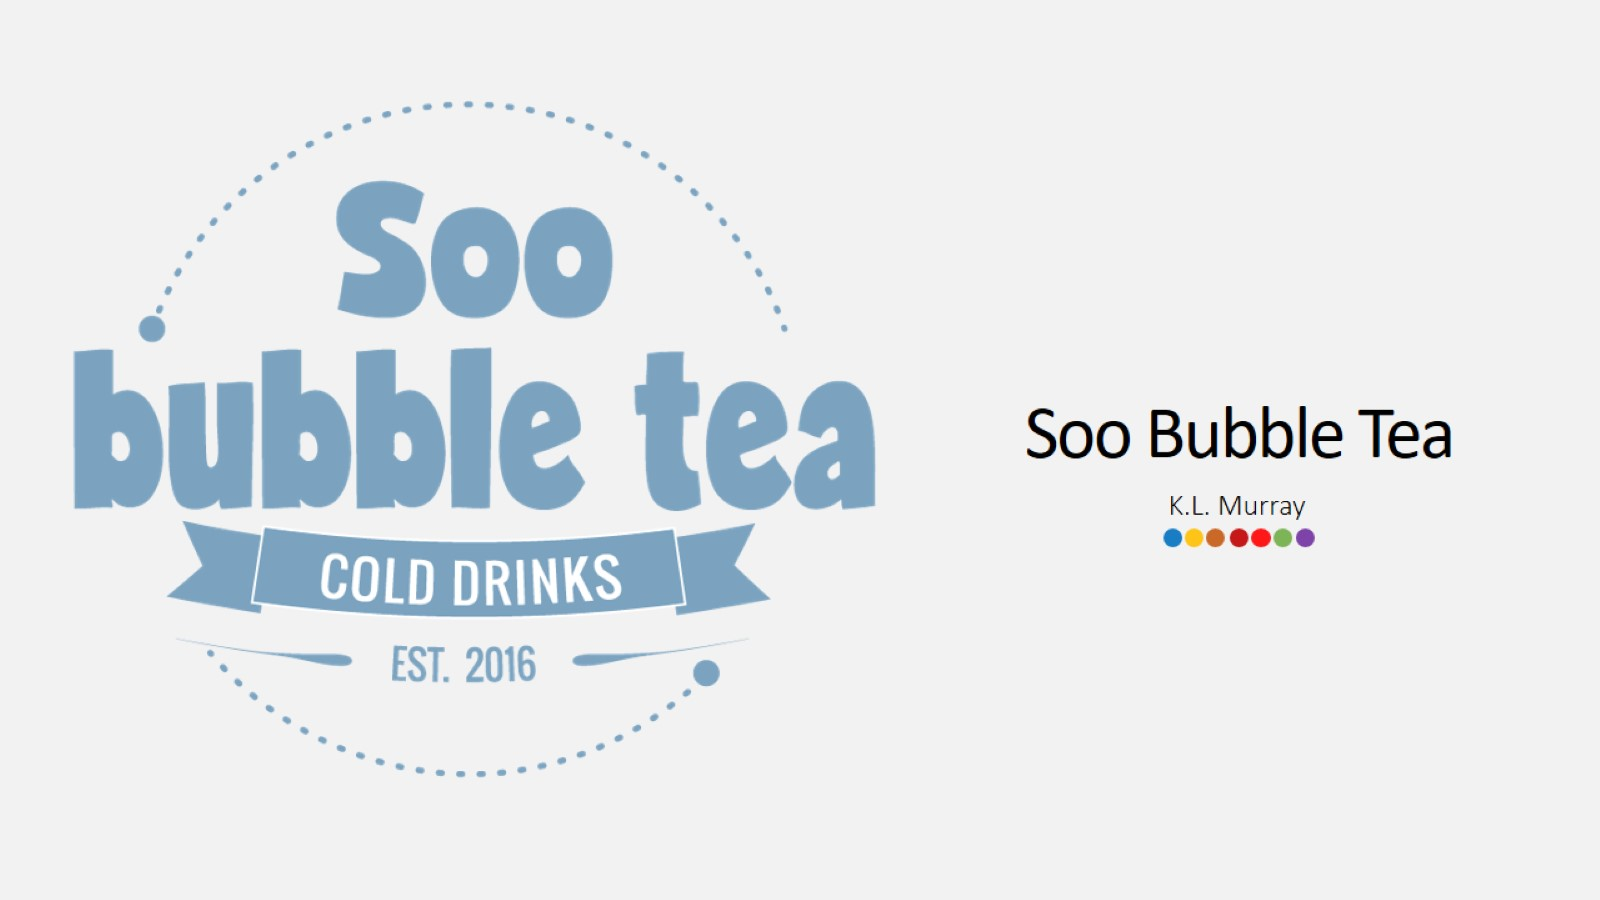 Soo
bubble tea
COLD DRINKS
EST. 2016
Soo Bubble Tea
K.L. Murray